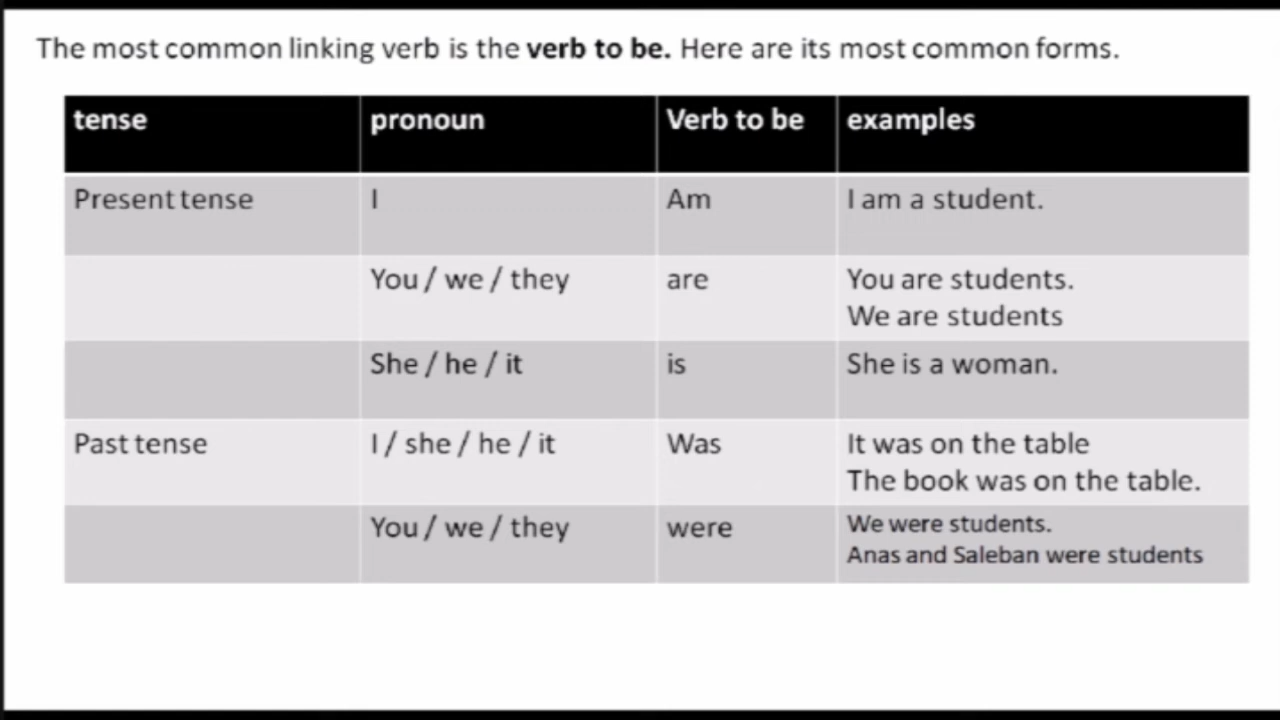 The most common linking verb is the verb to be. Here are its most common forms.
tense pronoun Verb to be examples
Present tense I Am I am a student.
You / we / they are You are students.
We are students
She / he / it is She is a woman.
Past tense I / she / he / it Was It was on the table
The book was on the table.
You / we / they were We were students.
Anas and Saleban were students